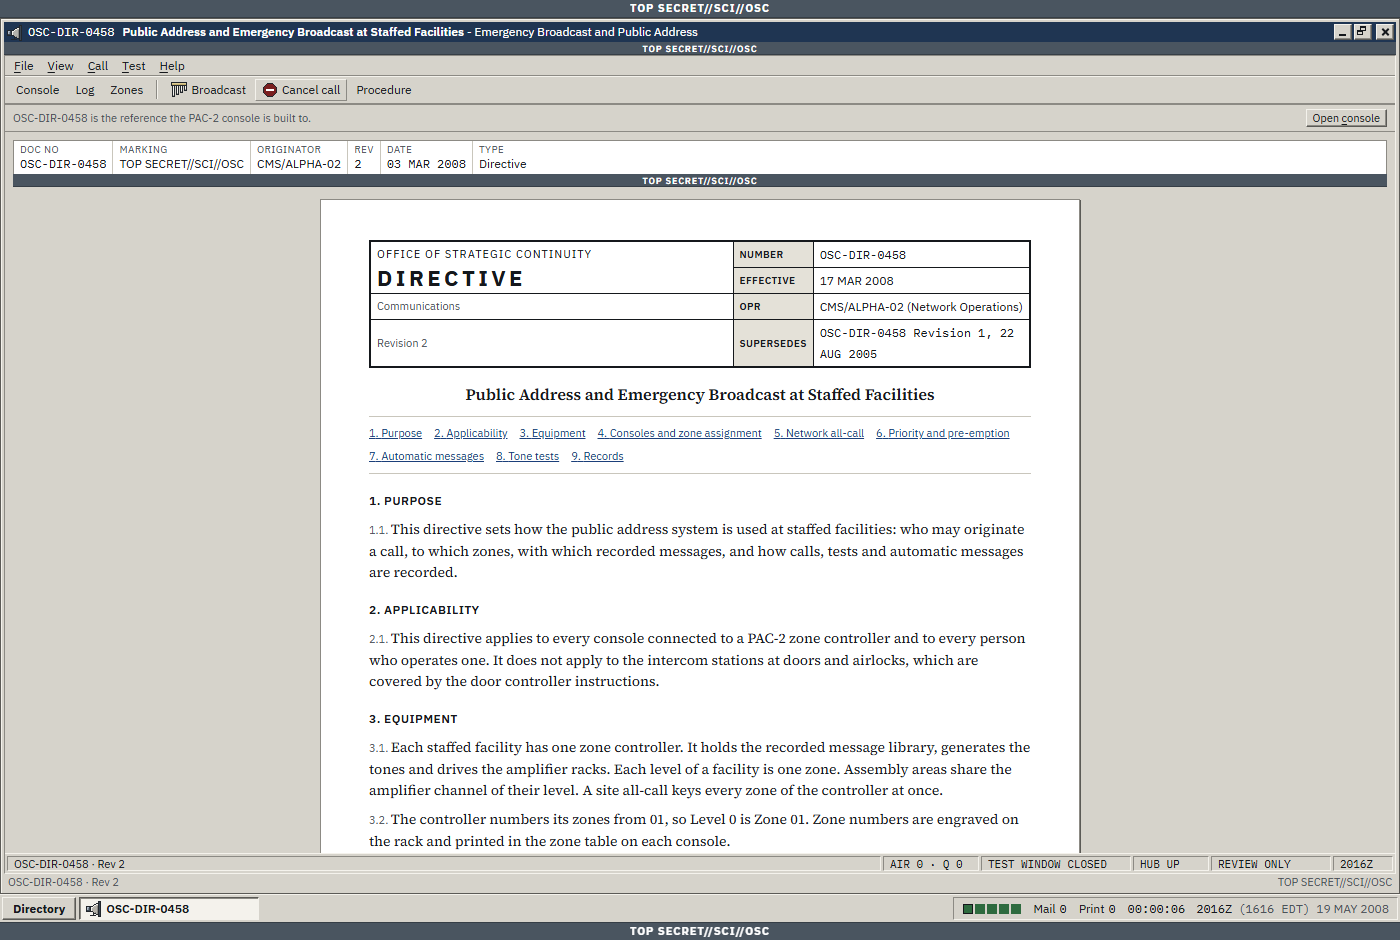 TOP SECRET//SCI//OSC
OSC-DIR-0458 Public Address and Emergency Broadcast at Staffed Facilities - Emergency Broadcast and Public Address
TOP SECRET//SCI//OSC
File View Call Test Help
Console Log Zones Broadcast Cancel call Procedure
OSC-DIR-0458 is the reference the PAC-2 console is built to. Open console
DOC NO MARKING ORIGINATOR REV DATE TYPE
OSC-DIR-0458 TOP SECRET//SCI//OSC CMS/ALPHA-02 2 03 MAR 2008 Directive
TOP SECRET//SCI//OSC
OFFICE OF STRATEGIC CONTINUITY
DIRECTIVE
NUMBER OSC-DIR-0458
EFFECTIVE 17 MAR 2008
Communications OPR CMS/ALPHA-02 (Network Operations)
Revision 2 SUPERSEDES OSC-DIR-0458 Revision 1, 22
AUG 2005
Public Address and Emergency Broadcast at Staffed Facilities
1. Purpose 2. Applicability 3. Equipment 4. Consoles and zone assignment 5. Network all-call 6. Priority and pre-emption
7. Automatic messages 8. Tone tests 9. Records
1. PURPOSE
1.1. This directive sets how the public address system is used at staffed facilities: who may originate
a call, to which zones, with which recorded messages, and how calls, tests and automatic messages
are recorded.
2. APPLICABILITY
2.1. This directive applies to every console connected to a PAC-2 zone controller and to every person
who operates one. It does not apply to the intercom stations at doors and airlocks, which are
covered by the door controller instructions.
3. EQUIPMENT
3.1. Each staffed facility has one zone controller. It holds the recorded message library, generates the
tones and drives the amplifier racks. Each level of a facility is one zone. Assembly areas share the
amplifier channel of their level. A site all-call keys every zone of the controller at once.
3.2. The controller numbers its zones from 01, so Level 0 is Zone 01. Zone numbers are engraved on
the rack and printed in the zone table on each console.
OSC-DIR-0458 · Rev 2 AIR 0 · Q 0 TEST WINDOW CLOSED HUB UP REVIEW ONLY 2016Z
OSC-DIR-0458 · Rev 2 TOP SECRET//SCI//OSC
Directory OSC-DIR-0458 Mail 0 Print 0 00:00:06 2016Z (1616 EDT) 19 MAY 2008
TOP SECRET//SCI//OSC